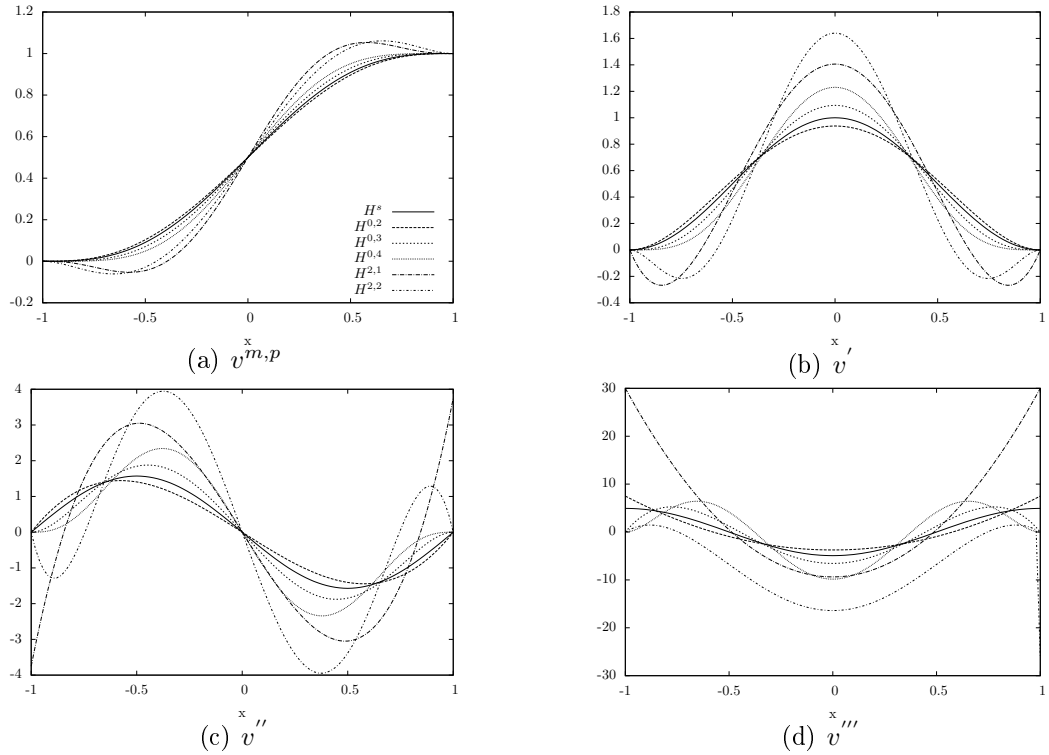 1.2
1
0.8
0.6
0.4
0.2
0
-0.2
-1 -0.5 0 0.5 1
x
H^s
H^{0,2}
H^{0,3}
H^{0,4}
H^{2,1}
H^{2,2}
(a) v^{m,p}
1.8
1.6
1.4
1.2
1
0.8
0.6
0.4
0.2
0
-0.2
-0.4
-1 -0.5 0 0.5 1
x
(b) v′
4
3
2
1
0
-1
-2
-3
-4
-1 -0.5 0 0.5 1
x
(c) v′′
30
20
10
0
-10
-20
-30
-1 -0.5 0 0.5 1
x
(d) v′′′